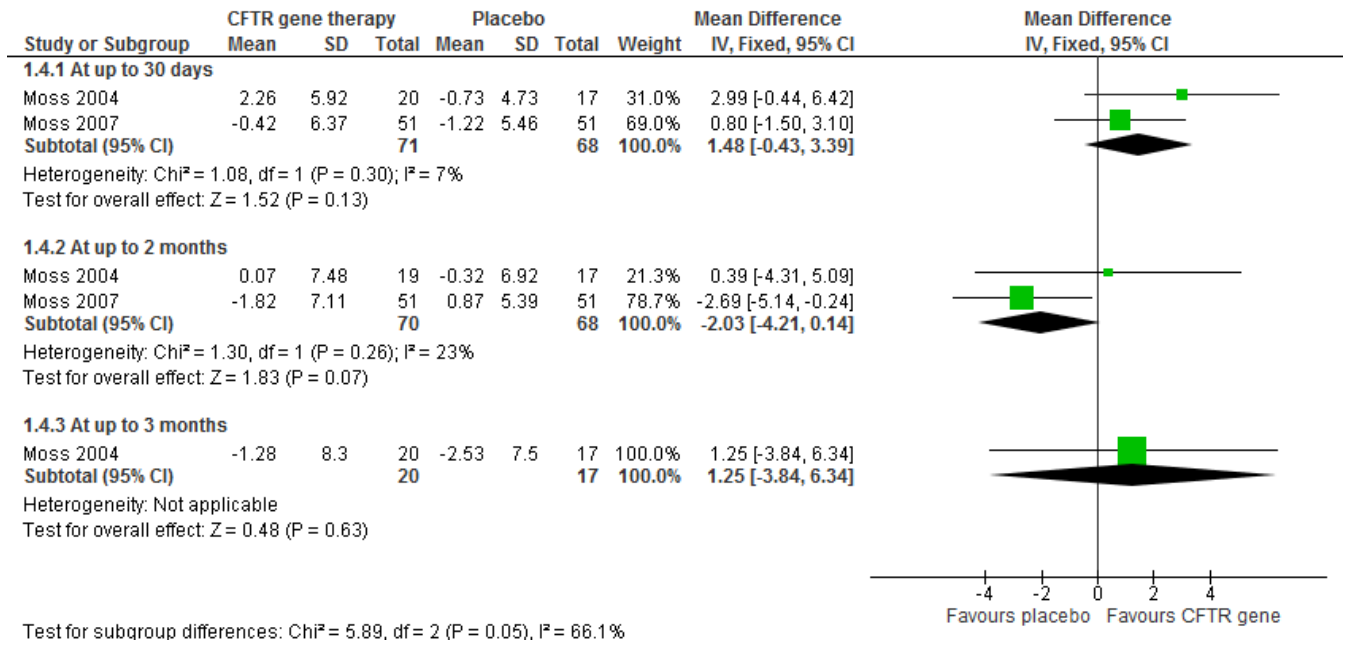 CFTR gene therapy Placebo Mean Difference Mean Difference
Study or Subgroup Mean SD Total Mean SD Total Weight IV, Fixed, 95% CI IV, Fixed, 95% CI
1.4.1 At up to 30 days
Moss 2004 2.26 5.92 20 -0.73 4.73 17 31.0% 2.99 [-0.44, 6.42]
Moss 2007 -0.42 6.37 51 -1.22 5.46 51 69.0% 0.80 [-1.50, 3.10]
Subtotal (95% CI) 71 68 100.0% 1.48 [-0.43, 3.39]
Heterogeneity: Chi² = 1.08, df = 1 (P = 0.30); I² = 7%
Test for overall effect: Z = 1.52 (P = 0.13)
1.4.2 At up to 2 months
Moss 2004 0.07 7.48 19 -0.32 6.92 17 21.3% 0.39 [-4.31, 5.09]
Moss 2007 -1.82 7.11 51 0.87 5.39 51 78.7% -2.69 [-5.14, -0.24]
Subtotal (95% CI) 70 68 100.0% -2.03 [-4.21, 0.14]
Heterogeneity: Chi² = 1.30, df = 1 (P = 0.26); I² = 23%
Test for overall effect: Z = 1.83 (P = 0.07)
1.4.3 At up to 3 months
Moss 2004 -1.28 8.3 20 -2.53 7.5 17 100.0% 1.25 [-3.84, 6.34]
Subtotal (95% CI) 20 17 100.0% 1.25 [-3.84, 6.34]
Heterogeneity: Not applicable
Test for overall effect: Z = 0.48 (P = 0.63)
-4 -2 0 2 4
Favours placebo Favours CFTR gene
Test for subgroup differences: Chi² = 5.89, df = 2 (P = 0.05), I² = 66.1%